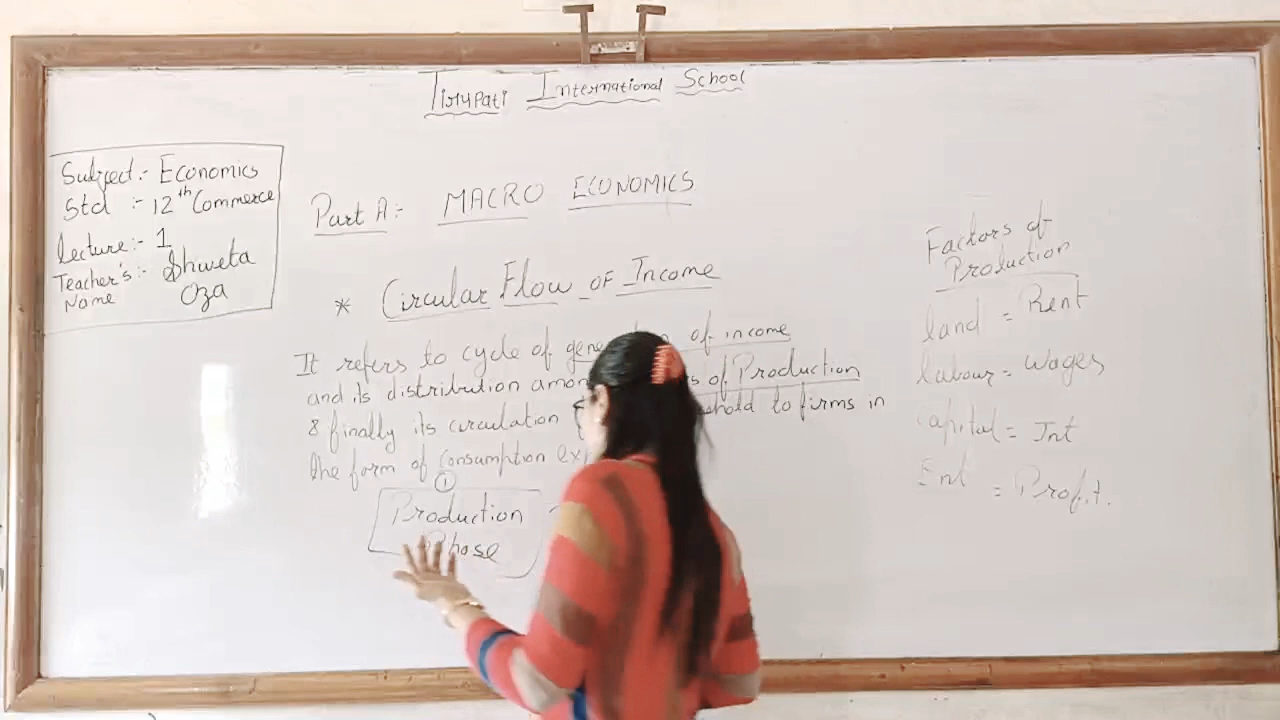 Tirupati International School
Subject:- Economics
Std :- 12th Commerce
Lecture:- 1
Teacher's:- Shweta
Name Oza
Part A:- MACRO ECONOMICS
* Circular Flow of Income
It refers to cycle of of income
and its distribution of Production
& finally its circulation to firms in
the form of Consumption
①
Production
Phase
Factors of
Production
land = Rent
labour = Wages
Capital = Int
Ent = Profit.